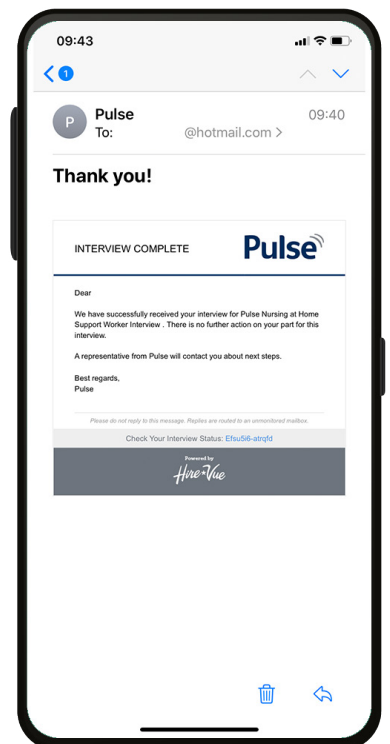 09:43
1
P
Pulse
09:40
To: @hotmail.com >
Thank you!
INTERVIEW COMPLETE
Pulse
Dear
We have successfully received your interview for Pulse Nursing at Home
Support Worker Interview . There is no further action on your part for this
interview.
A representative from Pulse will contact you about next steps.
Best regards,
Pulse
Please do not reply to this message. Replies are routed to an unmonitored mailbox.
Check Your Interview Status: Efsu5i6-atrqfd
Powered by
Hire Vue